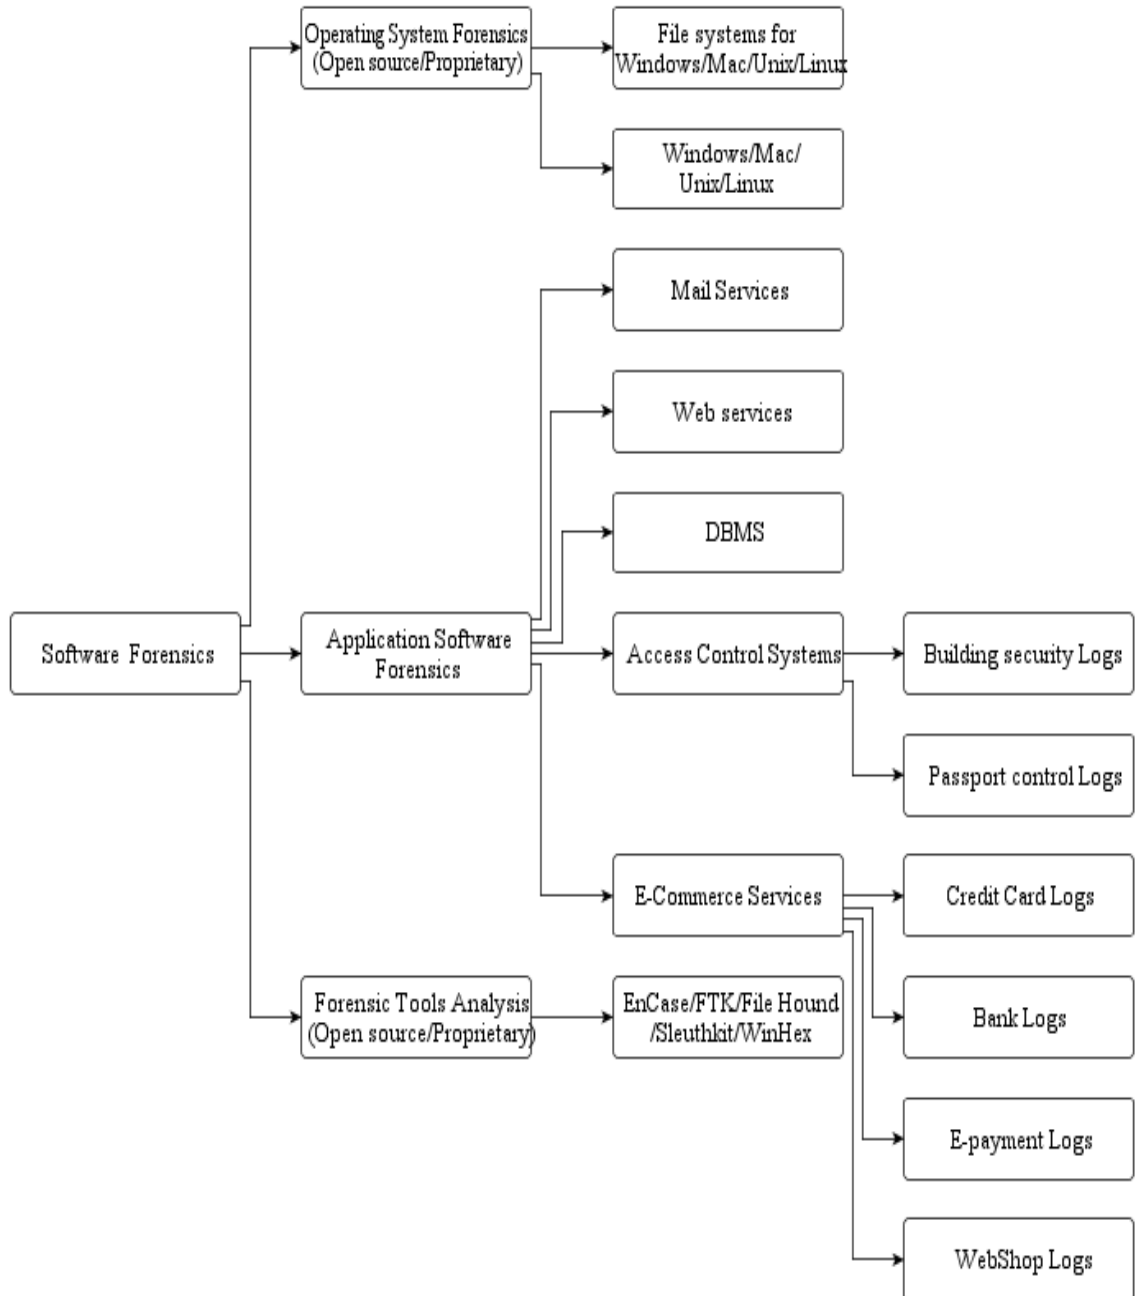 Operating System Forensics
(Open source/Proprietary)
File systems for
Windows/Mac/Unix/Linux
Windows/Mac/
Unix/Linux
Mail Services
Web services
DBMS
Software Forensics
Application Software
Forensics
Access Control Systems
Building security Logs
Passport control Logs
E-Commerce Services
Credit Card Logs
Forensic Tools Analysis
(Open source/Proprietary)
EnCase/FTK/File Hound
/Sleuthkit/WinHex
Bank Logs
E-payment Logs
WebShop Logs